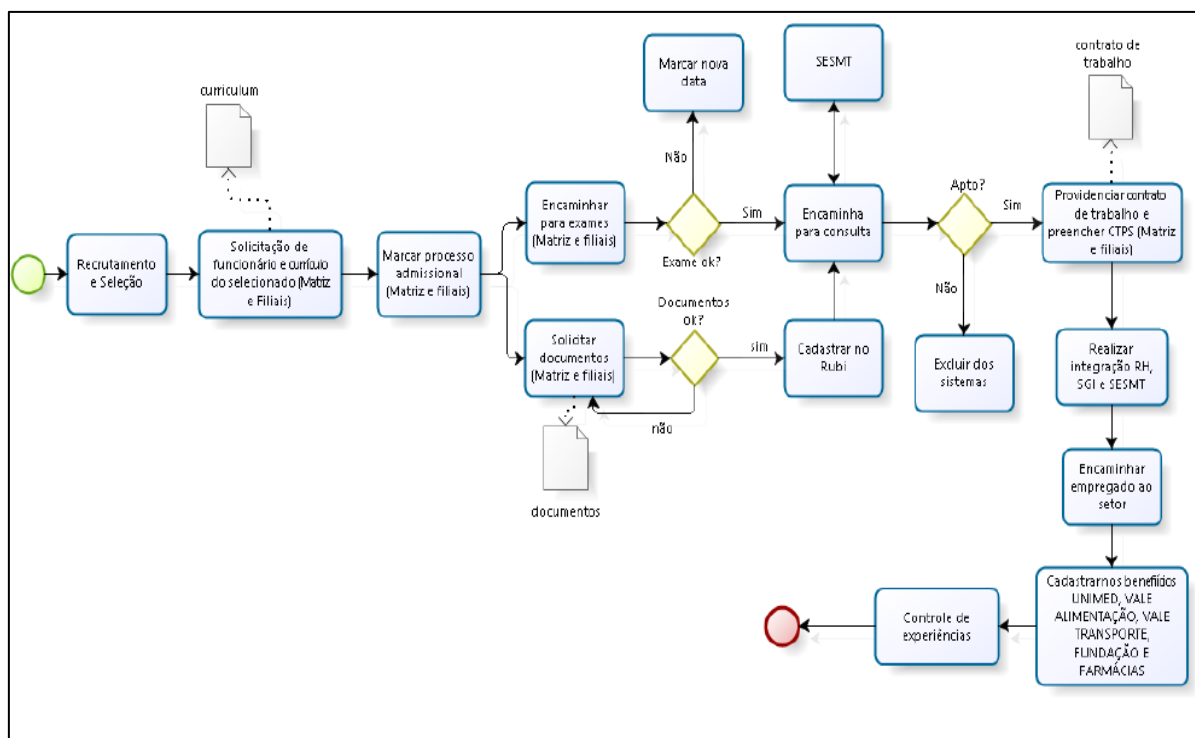 curriculum
Marcar nova
data
SESMT
contrato de
trabalho
Não
Sim
Apto?
Sim
Recrutamento
e Seleção
Solicitação de
funcionário e currículo
do selecionado (Matriz
e Filiais)
Marcar processo
admissional
(Matriz e filiais)
Encaminhar
para exames
(Matriz e filiais)
Exame ok?
Encaminha
para consulta
Providenciar contrato
de trabalho e
preencher CTPS (Matriz
e filiais)
Não
Documentos
ok?
Solicitar
documentos
(Matriz e filiais)
sim
não
Cadastrar no
Rubi
Excluir dos
sistemas
Realizar
integração RH,
SGI e SESMT
documentos
Encaminhar
empregado ao
setor
Cadastrarnos benefiícios
UNIMED, VALE
ALIMENTAÇÃO, VALE
TRANSPORTE,
FUNDAÇÃO E
FARMÁCIAS
Controle de
experiências